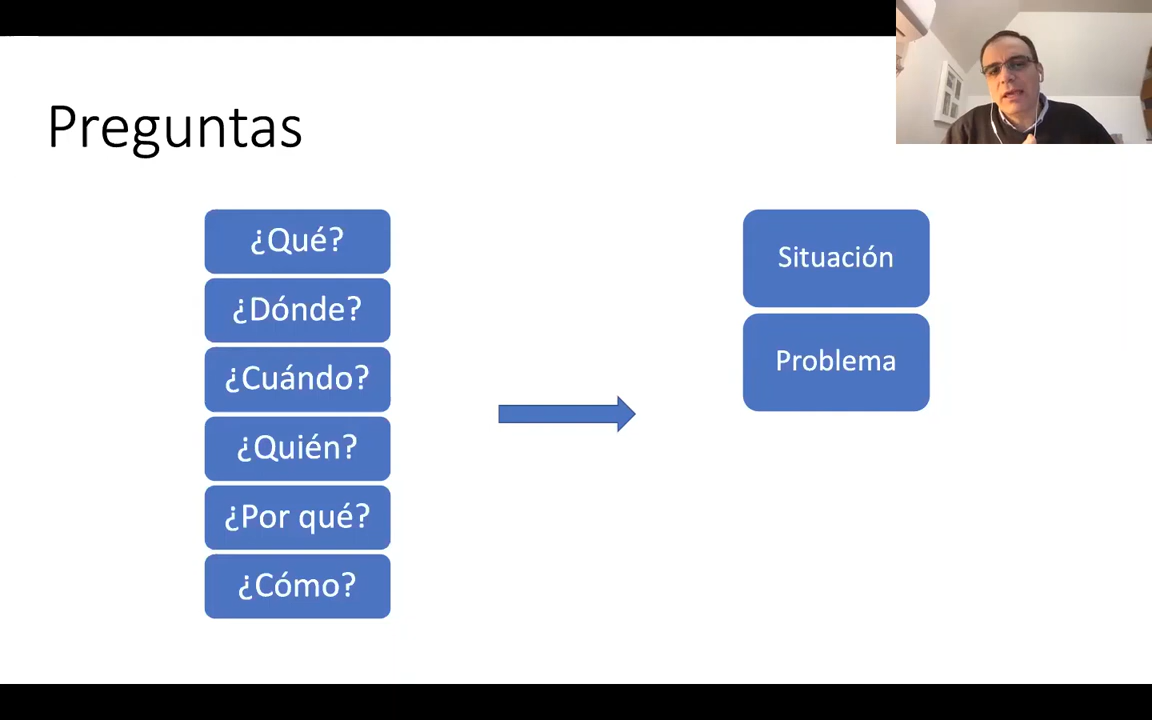 Preguntas
¿Qué?
¿Dónde?
¿Cuándo?
¿Quién?
¿Por qué?
¿Cómo?
Situación
Problema